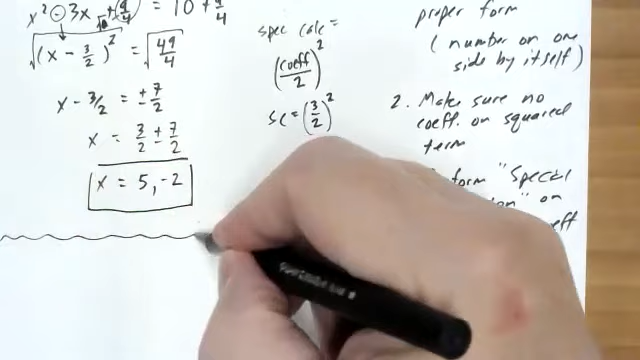 x² - 3x + (9/4) = 10 + 9/4
√(x - 3/2)² = √49/4
x - 3/2 = ± 7/2
x = 3/2 ± 7/2
x = 5, -2
spec calc =
(coeff/2)²
sc = (3/2)²
proper form
(number on one
side by itself)
2. Make sure no
coeff. on squared
term
form "Special
on" on
coeff